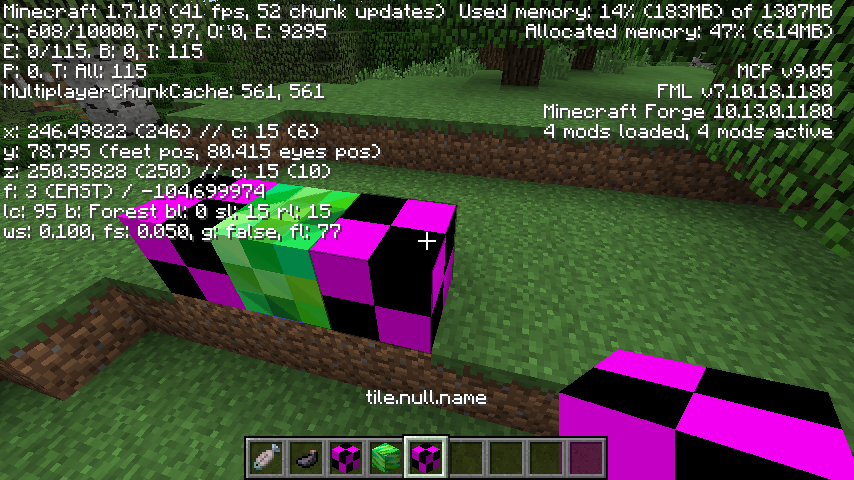 Minecraft 1.7.10 (41 fps, 52 chunk updates)
C: 608/10000. F: 97, O: 0, E: 9295
E: 0/115. B: 0, I: 115
P: 0. T: All: 115
MultiplayerChunkCache: 561, 561
x: 246.49822 (246) // c: 15 (6)
y: 78.795 (feet pos, 80.415 eyes pos)
z: 250.35828 (250) // c: 15 (10)
f: 3 (EAST) / -104.699974
lc: 95 b: Forest bl: 0 sl: 15 rl: 15
ws: 0.100, fs: 0.050, g: false, fl: 77
Used memory: 14% (183MB) of 1307MB
Allocated memory: 47% (614MB)
MCP v9.05
FML v7.10.18.1180
Minecraft Forge 10.13.0.1180
4 mods loaded, 4 mods active
tile.null.name